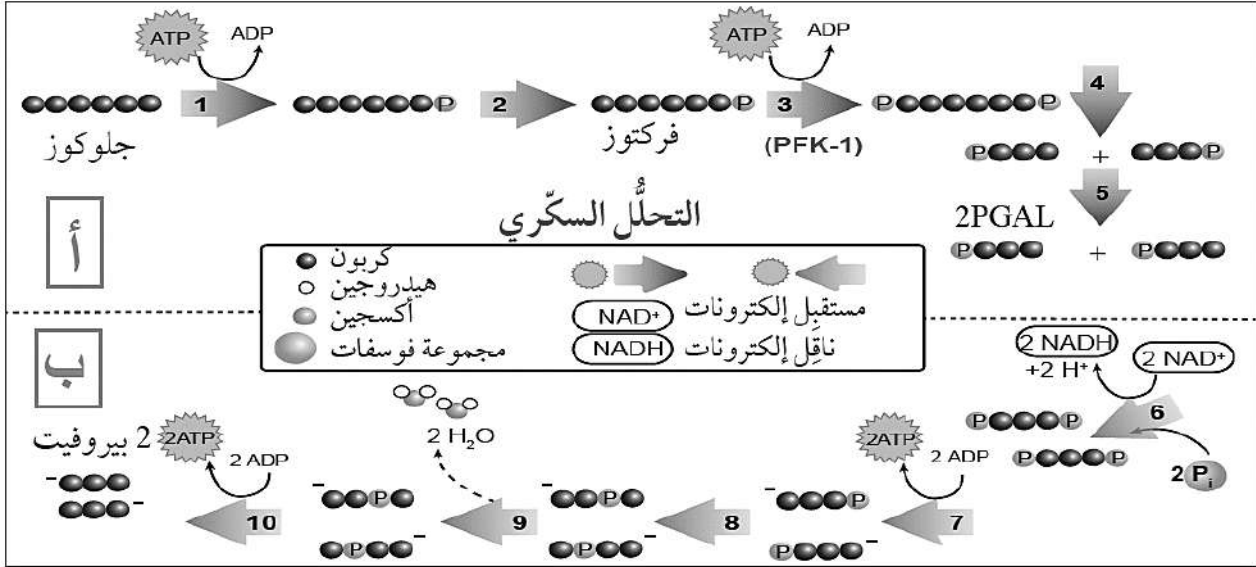 ATP ADP ATP ADP
P P P P
1 2 3 4
جلوكوز فركتوز (PFK-1)
P + P
5
أ التحلُّل السكّري 2PGAL
P + P
كربون
هيدروجين
أكسجين
مجموعة فوسفات
مستقبِل إلكترونات NAD+
ناقِل إلكترونات NADH
ب
2 NADH
+2 H+
2 NAD+
6
P P
P P
2Pi
2ATP 2 ADP
7
- P
P -
8
- P
P -
2 H2O
9
- P
P -
2ATP 2 ADP
10
2 بيروفيت
-
-